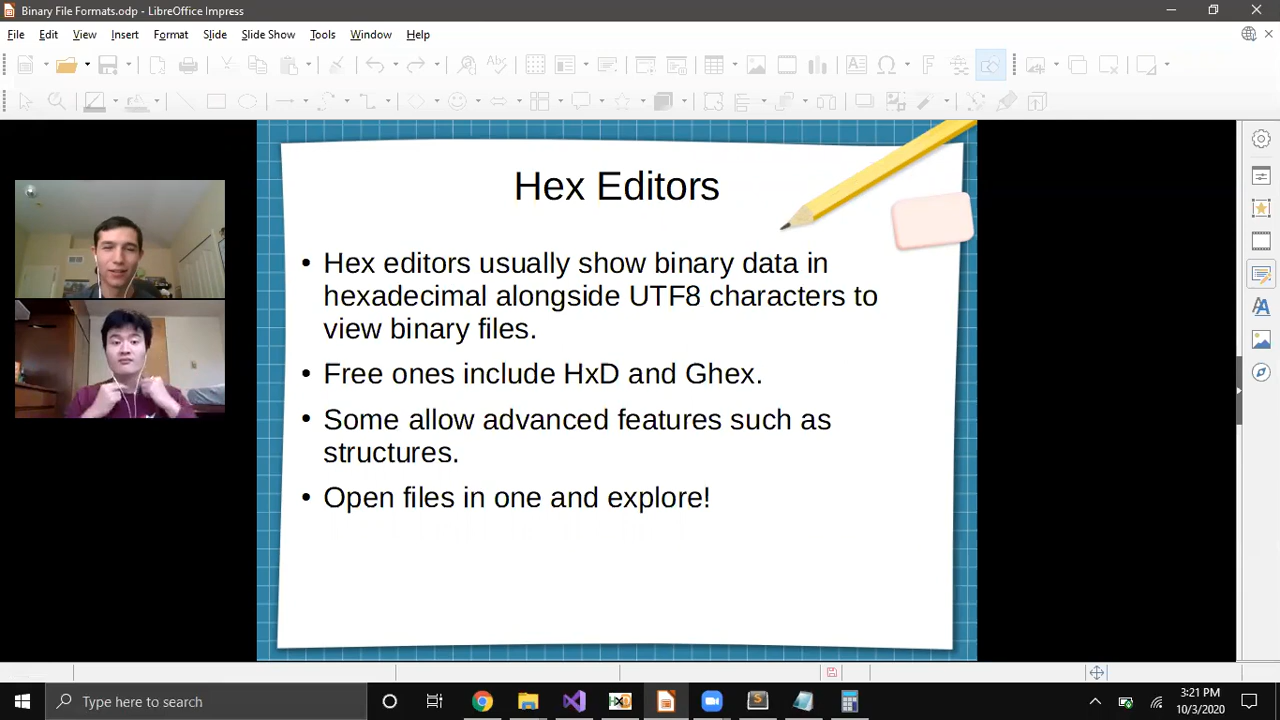 Binary File Formats.odp - LibreOffice Impress
File Edit View Insert Format Slide Slide Show Tools Window Help
Hex Editors
• Hex editors usually show binary data in
hexadecimal alongside UTF8 characters to
view binary files.
• Free ones include HxD and Ghex.
• Some allow advanced features such as
structures.
• Open files in one and explore!
Type here to search
3:21 PM
10/3/2020